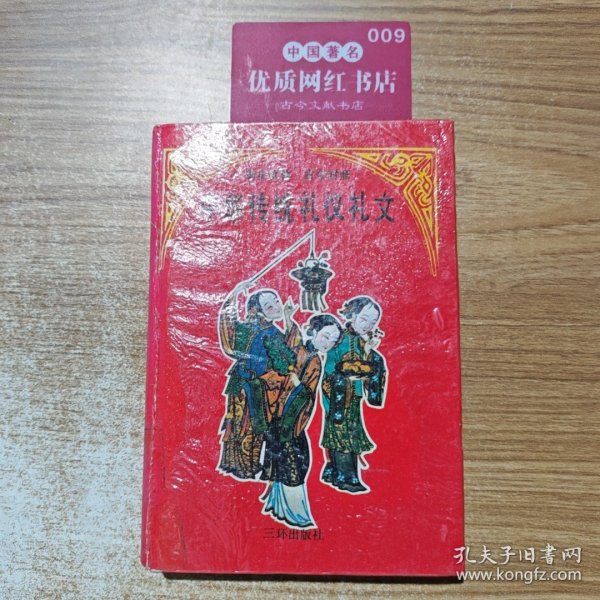 009
中国著名
优质网红书店
古今文献书店
传统礼仪礼文
三环出版社
孔夫子旧书网
www.kongfz.com